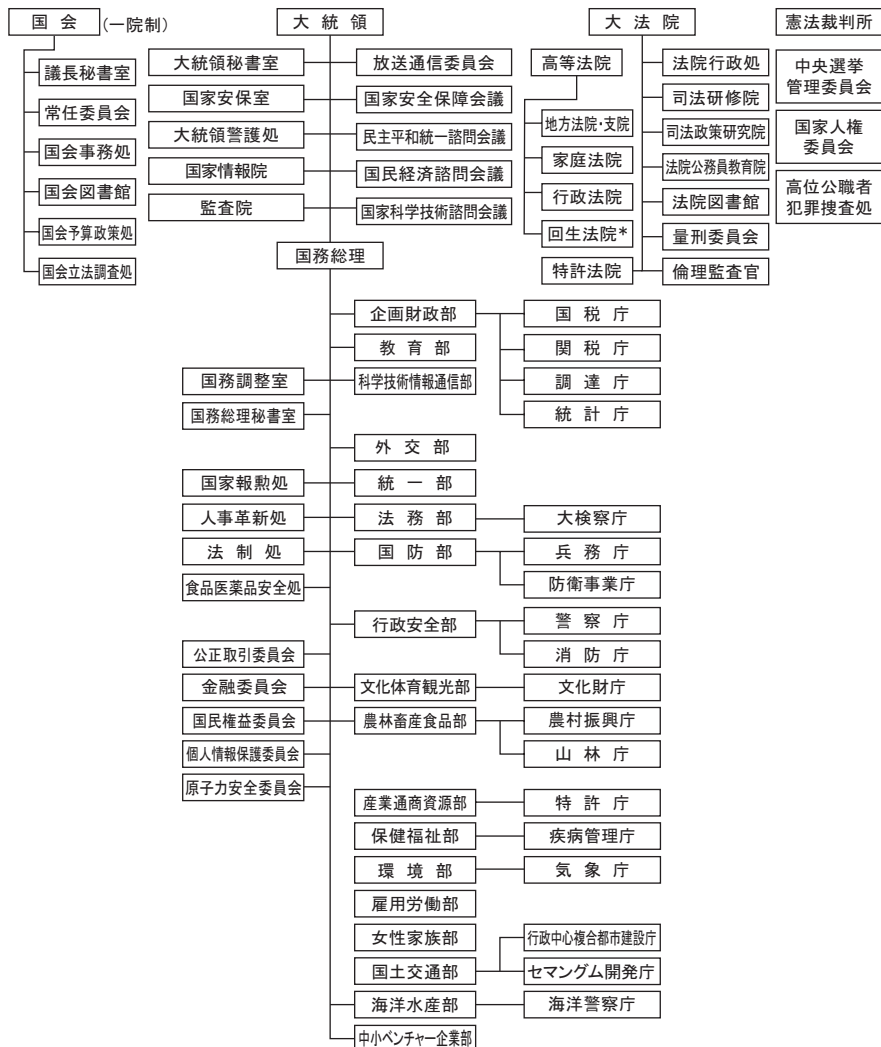 国会 (一院制)
議長秘書室
常任委員会
国会事務処
国会図書館
国会予算政策処
国会立法調査処
大統領
大統領秘書室
国家安保室
大統領警護処
国家情報院
監査院
放送通信委員会
国家安全保障会議
民主平和統一諮問会議
国民経済諮問会議
国家科学技術諮問会議
国務総理
大法院
高等法院
地方法院・支院
家庭法院
行政法院
回生法院*
特許法院
法院行政処
司法研修院
司法政策研究院
法院公務員教育院
法院図書館
量刑委員会
倫理監査官
憲法裁判所
中央選挙
管理委員会
国家人権
委員会
高位公職者
犯罪捜査処
国務調整室
国務総理秘書室
国家報勲処
人事革新処
法制処
食品医薬品安全処
公正取引委員会
金融委員会
国民権益委員会
個人情報保護委員会
原子力安全委員会
企画財政部
国税庁
関税庁
調達庁
統計庁
教育部
科学技術情報通信部
外交部
統一部
法務部
大検察庁
国防部
兵務庁
防衛事業庁
行政安全部
警察庁
消防庁
文化体育観光部
文化財庁
農林畜産食品部
農村振興庁
山林庁
産業通商資源部
特許庁
保健福祉部
疾病管理庁
環境部
気象庁
雇用労働部
女性家族部
国土交通部
行政中心複合都市建設庁
セマングム開発庁
海洋水産部
海洋警察庁
中小ベンチャー企業部